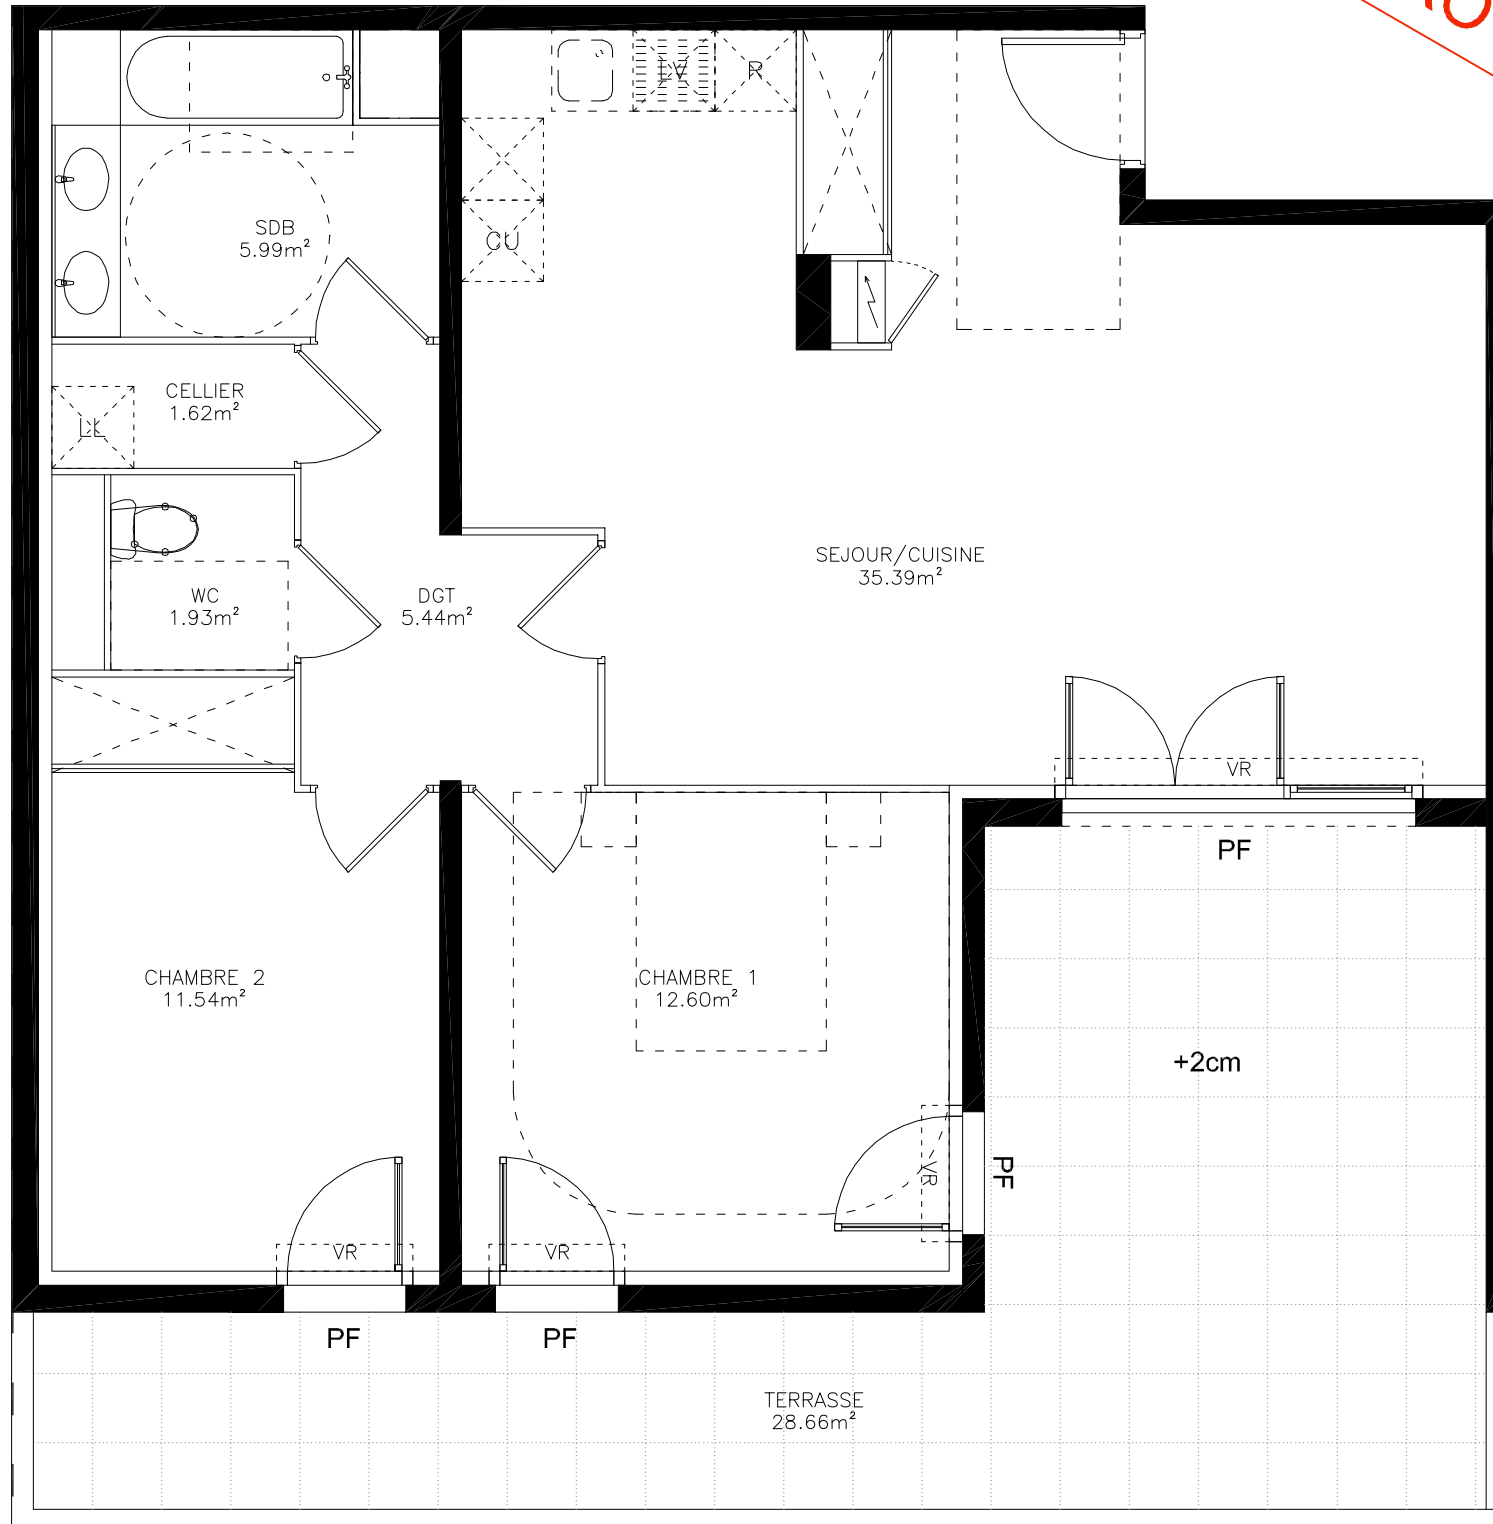 LV
R
CU
SDB
5.99m²
CELLIER
1.62m²
LL
SEJOUR/CUISINE
35.39m²
WC
1.93m²
DGT
5.44m²
VR
PF
CHAMBRE 2
11.54m²
CHAMBRE 1
12.60m²
+2cm
VR
PF
VR
VR
PF
PF
TERRASSE
28.66m²